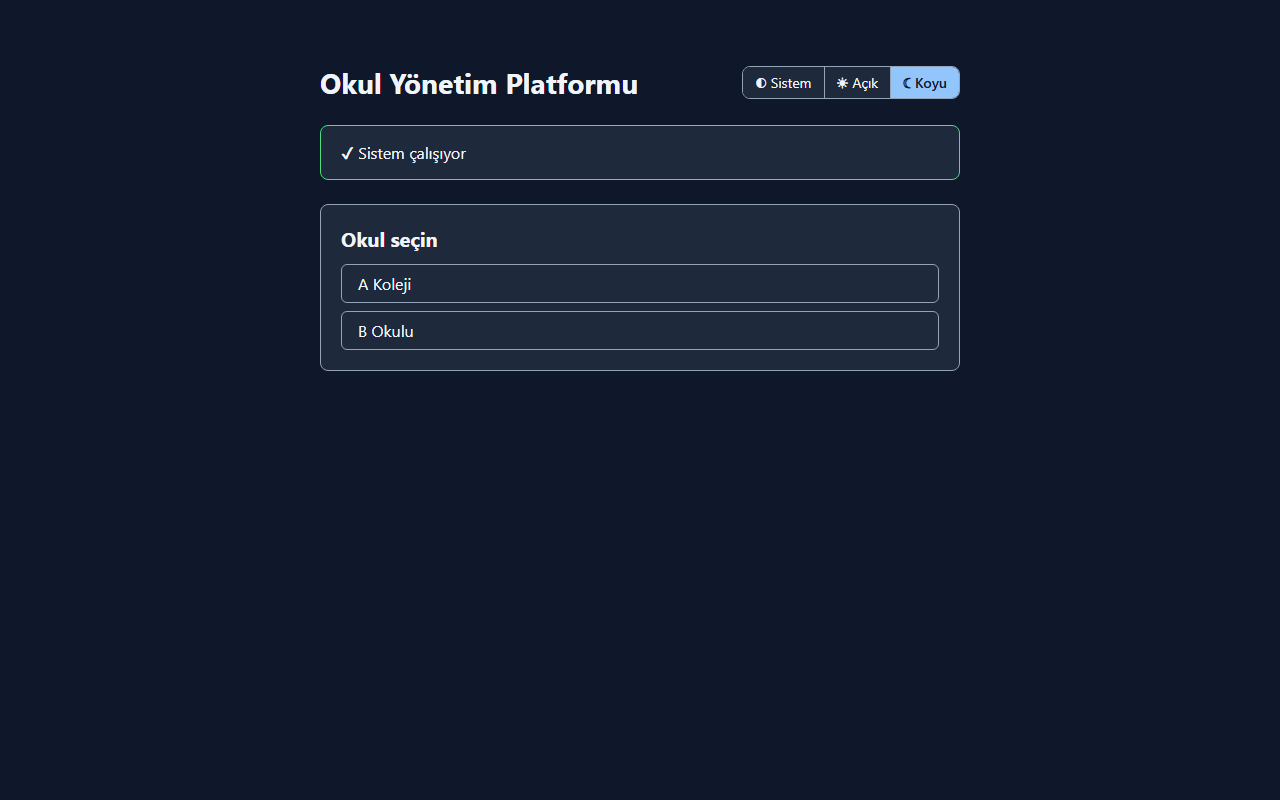 Okul Yönetim Platformu
◐ Sistem
☀ Açık
☾ Koyu
✓ Sistem çalışıyor
Okul seçin
A Koleji
B Okulu